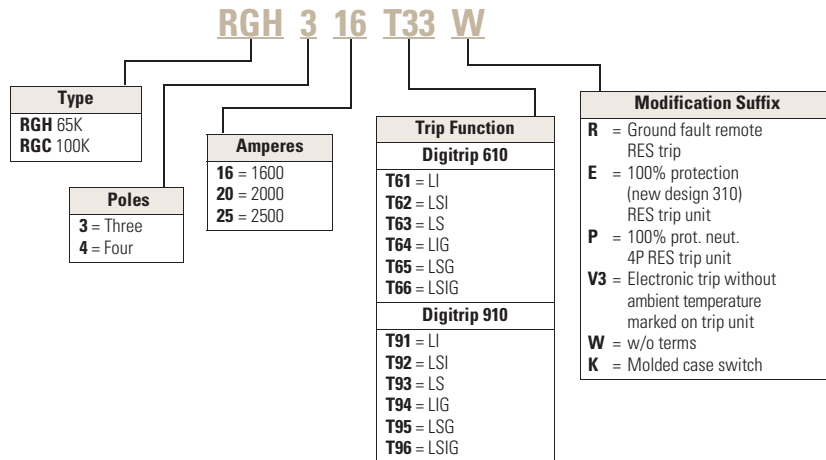 RGH 3 16 T33 W
Type
RGH 65K
RGC 100K
Poles
3 = Three
4 = Four
Amperes
16 = 1600
20 = 2000
25 = 2500
Trip Function
Digitrip 610
T61 = LI
T62 = LSI
T63 = LS
T64 = LIG
T65 = LSG
T66 = LSIG
Digitrip 910
T91 = LI
T92 = LSI
T93 = LS
T94 = LIG
T95 = LSG
T96 = LSIG
Modification Suffix
R = Ground fault remote
RES trip
E = 100% protection
(new design 310)
RES trip unit
P = 100% prot. neut.
4P RES trip unit
V3 = Electronic trip without
ambient temperature
marked on trip unit
W = w/o terms
K = Molded case switch